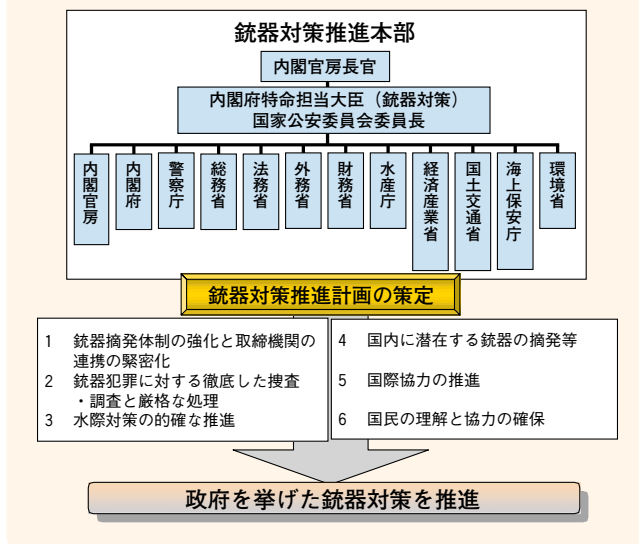 銃器対策推進本部
内閣官房長官
内閣府特命担当大臣（銃器対策）
国家公安委員会委員長
内閣官房
内閣府
警察庁
総務省
法務省
外務省
財務省
水産庁
経済産業省
国土交通省
海上保安庁
環境省
銃器対策推進計画の策定
1 銃器摘発体制の強化と取締機関の
連携の緊密化
2 銃器犯罪に対する徹底した捜査
・調査と厳格な処理
3 水際対策の的確な推進
4 国内に潜在する銃器の摘発等
5 国際協力の推進
6 国民の理解と協力の確保
政府を挙げた銃器対策を推進